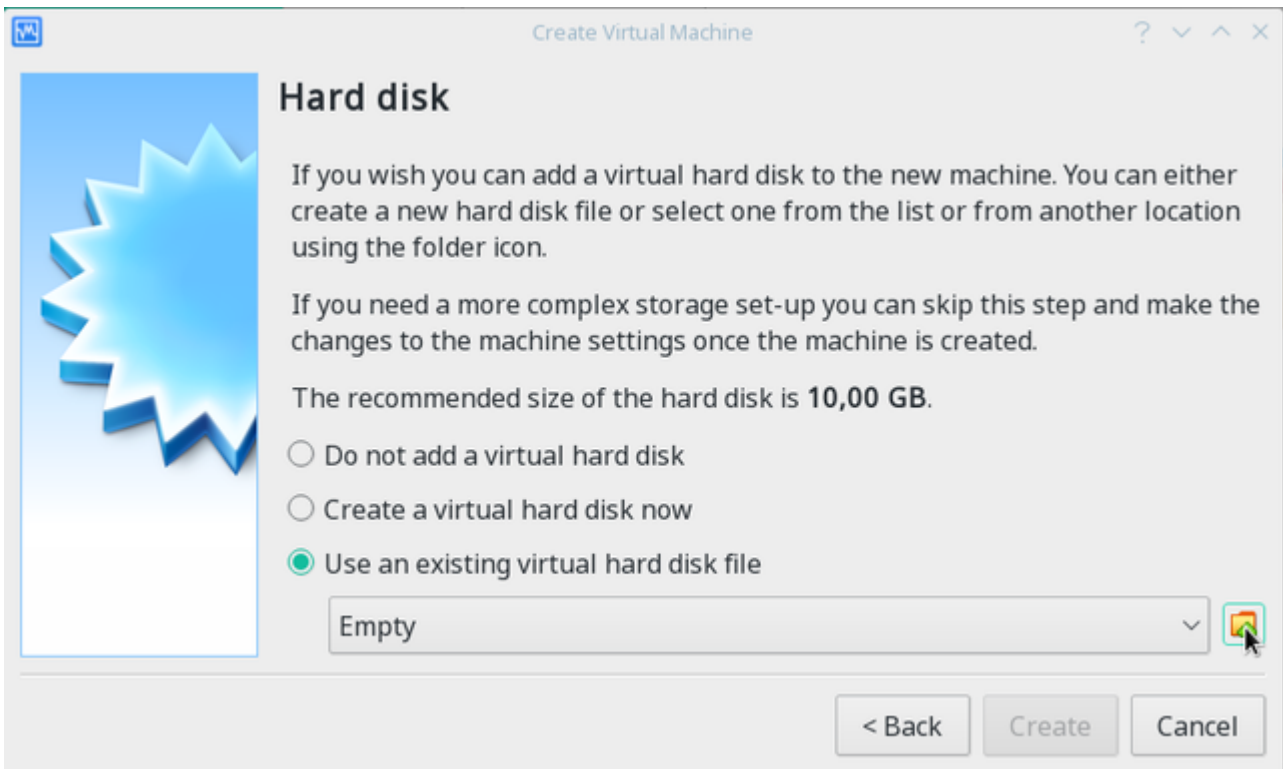 Create Virtual Machine
Hard disk
If you wish you can add a virtual hard disk to the new machine. You can either
create a new hard disk file or select one from the list or from another location
using the folder icon.
If you need a more complex storage set-up you can skip this step and make the
changes to the machine settings once the machine is created.
The recommended size of the hard disk is 10,00 GB.
Do not add a virtual hard disk
Create a virtual hard disk now
Use an existing virtual hard disk file
Empty
< Back
Create
Cancel